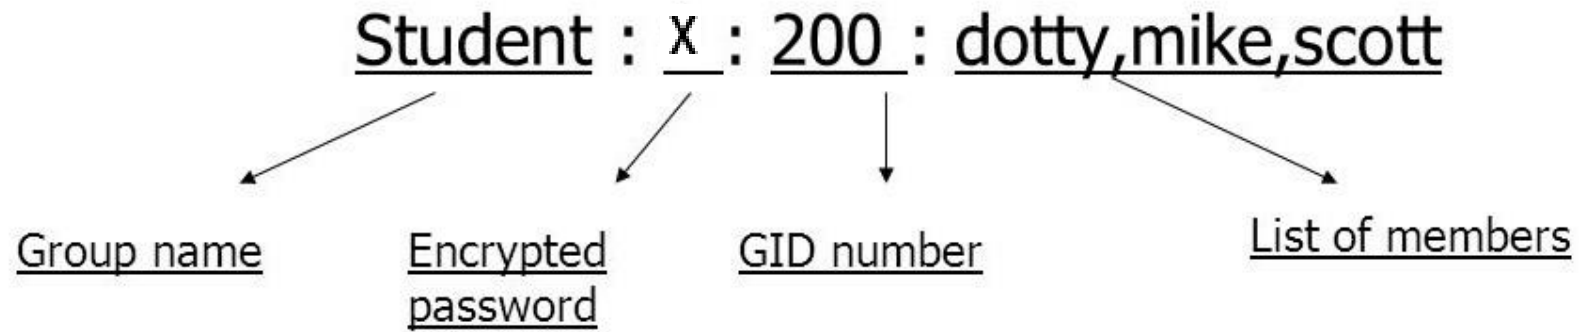 Student : X : 200 : dotty,mike,scott
Group name
Encrypted
password
GID number
List of members